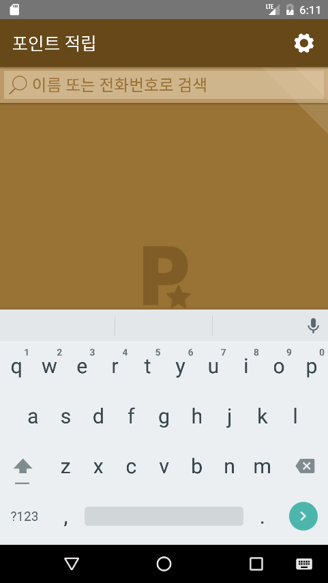 LTE 6:11
포인트 적립
이름 또는 전화번호로 검색
P
1 2 3 4 5 6 7 8 9 0
q w e r t y u i o p
a s d f g h j k l
z x c v b n m
?123 , .